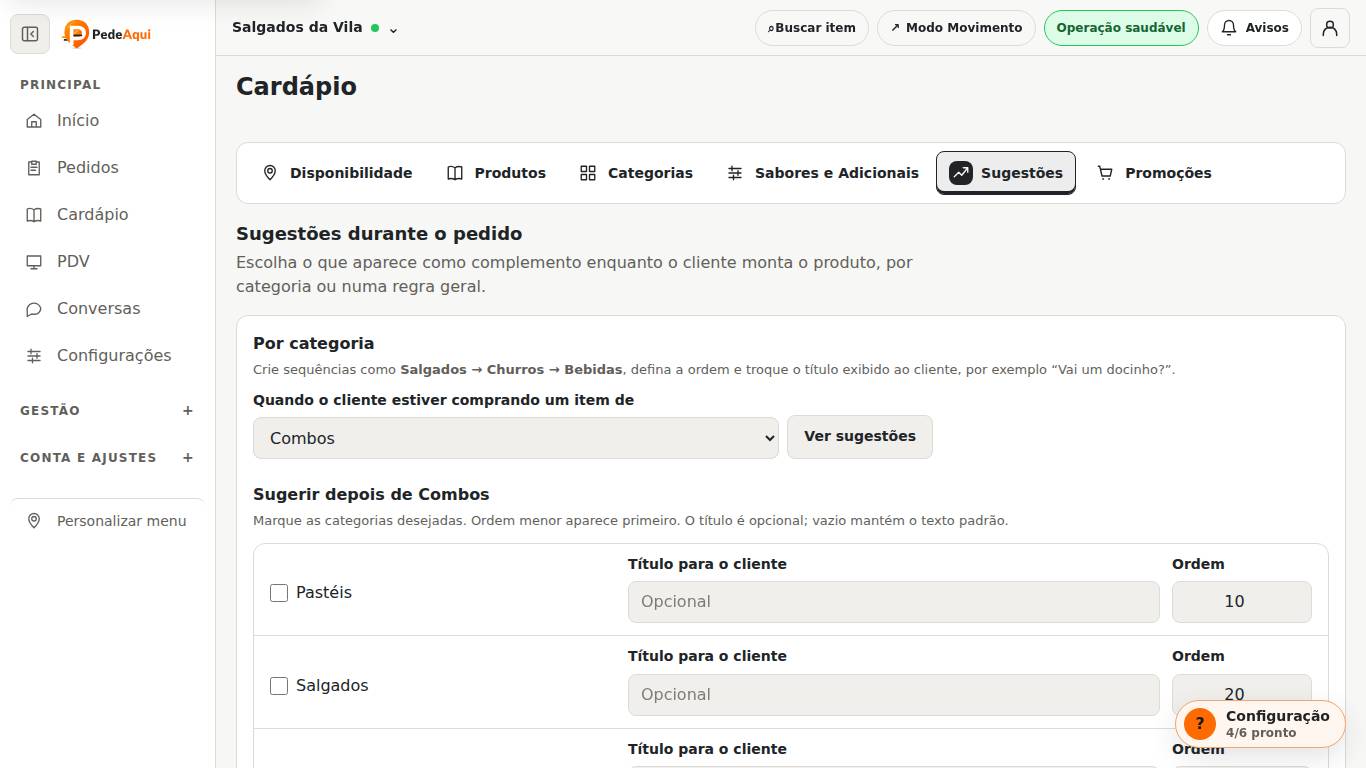 PedeAqui
PRINCIPAL
Início
Pedidos
Cardápio
PDV
Conversas
Configurações
GESTÃO +
CONTA E AJUSTES +
Personalizar menu
Salgados da Vila
Buscar item
↗ Modo Movimento
Operação saudável
Avisos
Cardápio
Disponibilidade
Produtos
Categorias
Sabores e Adicionais
Sugestões
Promoções
Sugestões durante o pedido
Escolha o que aparece como complemento enquanto o cliente monta o produto, por
categoria ou numa regra geral.
Por categoria
Crie sequências como Salgados → Churros → Bebidas, defina a ordem e troque o título exibido ao cliente, por exemplo “Vai um docinho?”.
Quando o cliente estiver comprando um item de
Combos
Ver sugestões
Sugerir depois de Combos
Marque as categorias desejadas. Ordem menor aparece primeiro. O título é opcional; vazio mantém o texto padrão.
Título para o cliente Ordem
Pastéis Opcional 10
Título para o cliente Ordem
Salgados Opcional 20
Título para o cliente Ordem
? Configuração
4/6 pronto